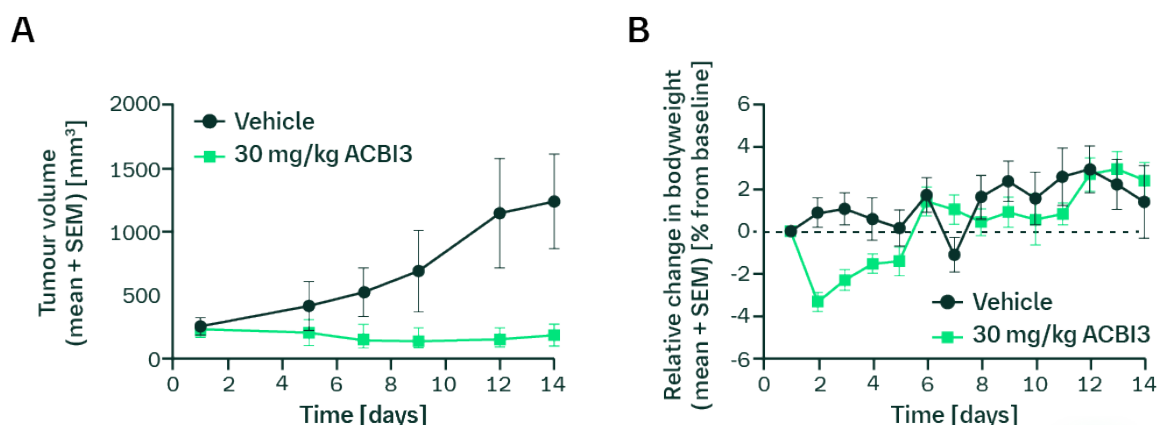 A
Tumour volume
(mean + SEM) [mm³]
2000
1500
1000
500
0
Vehicle
30 mg/kg ACBI3
0 2 4 6 8 10 12 14
Time [days]
B
Relative change in bodyweight
(mean + SEM) [% from baseline]
6
4
2
0
-2
-4
-6
Vehicle
30 mg/kg ACBI3
0 2 4 6 8 10 12 14
Time [days]